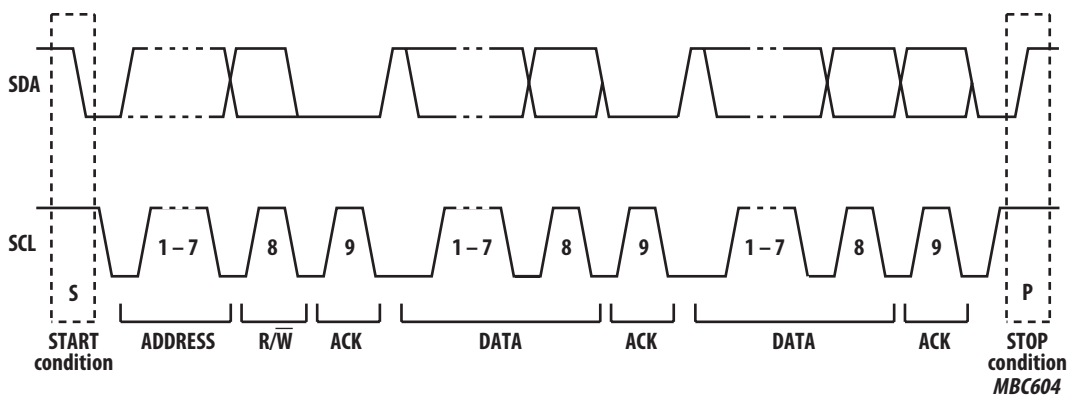 SDA
SCL
1 – 7 8 9 1 – 7 8 9 1 – 7 8 9
S P
START condition
ADDRESS R/W̅ ACK DATA ACK DATA ACK
STOP condition
MBC604